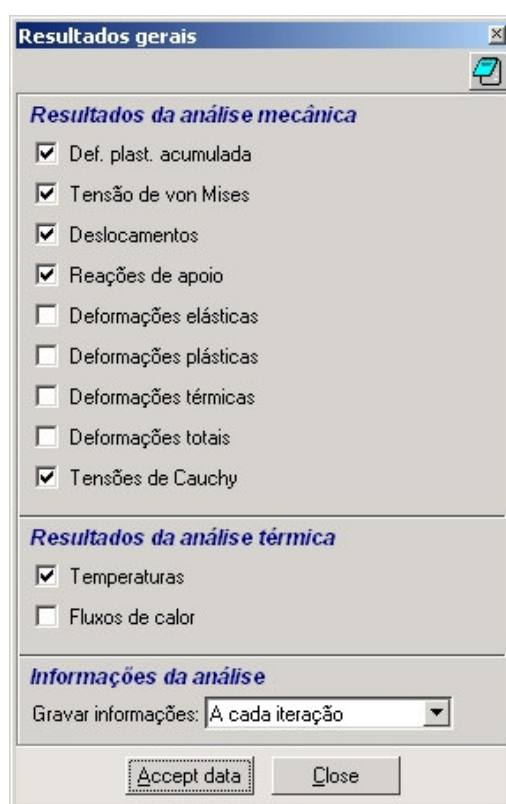 Resultados gerais
Resultados da análise mecânica
Def. plast. acumulada
Tensão de von Mises
Deslocamentos
Reações de apoio
Deformações elásticas
Deformações plásticas
Deformações térmicas
Deformações totais
Tensões de Cauchy
Resultados da análise térmica
Temperaturas
Fluxos de calor
Informações da análise
Gravar informações: A cada iteração
Accept data Close